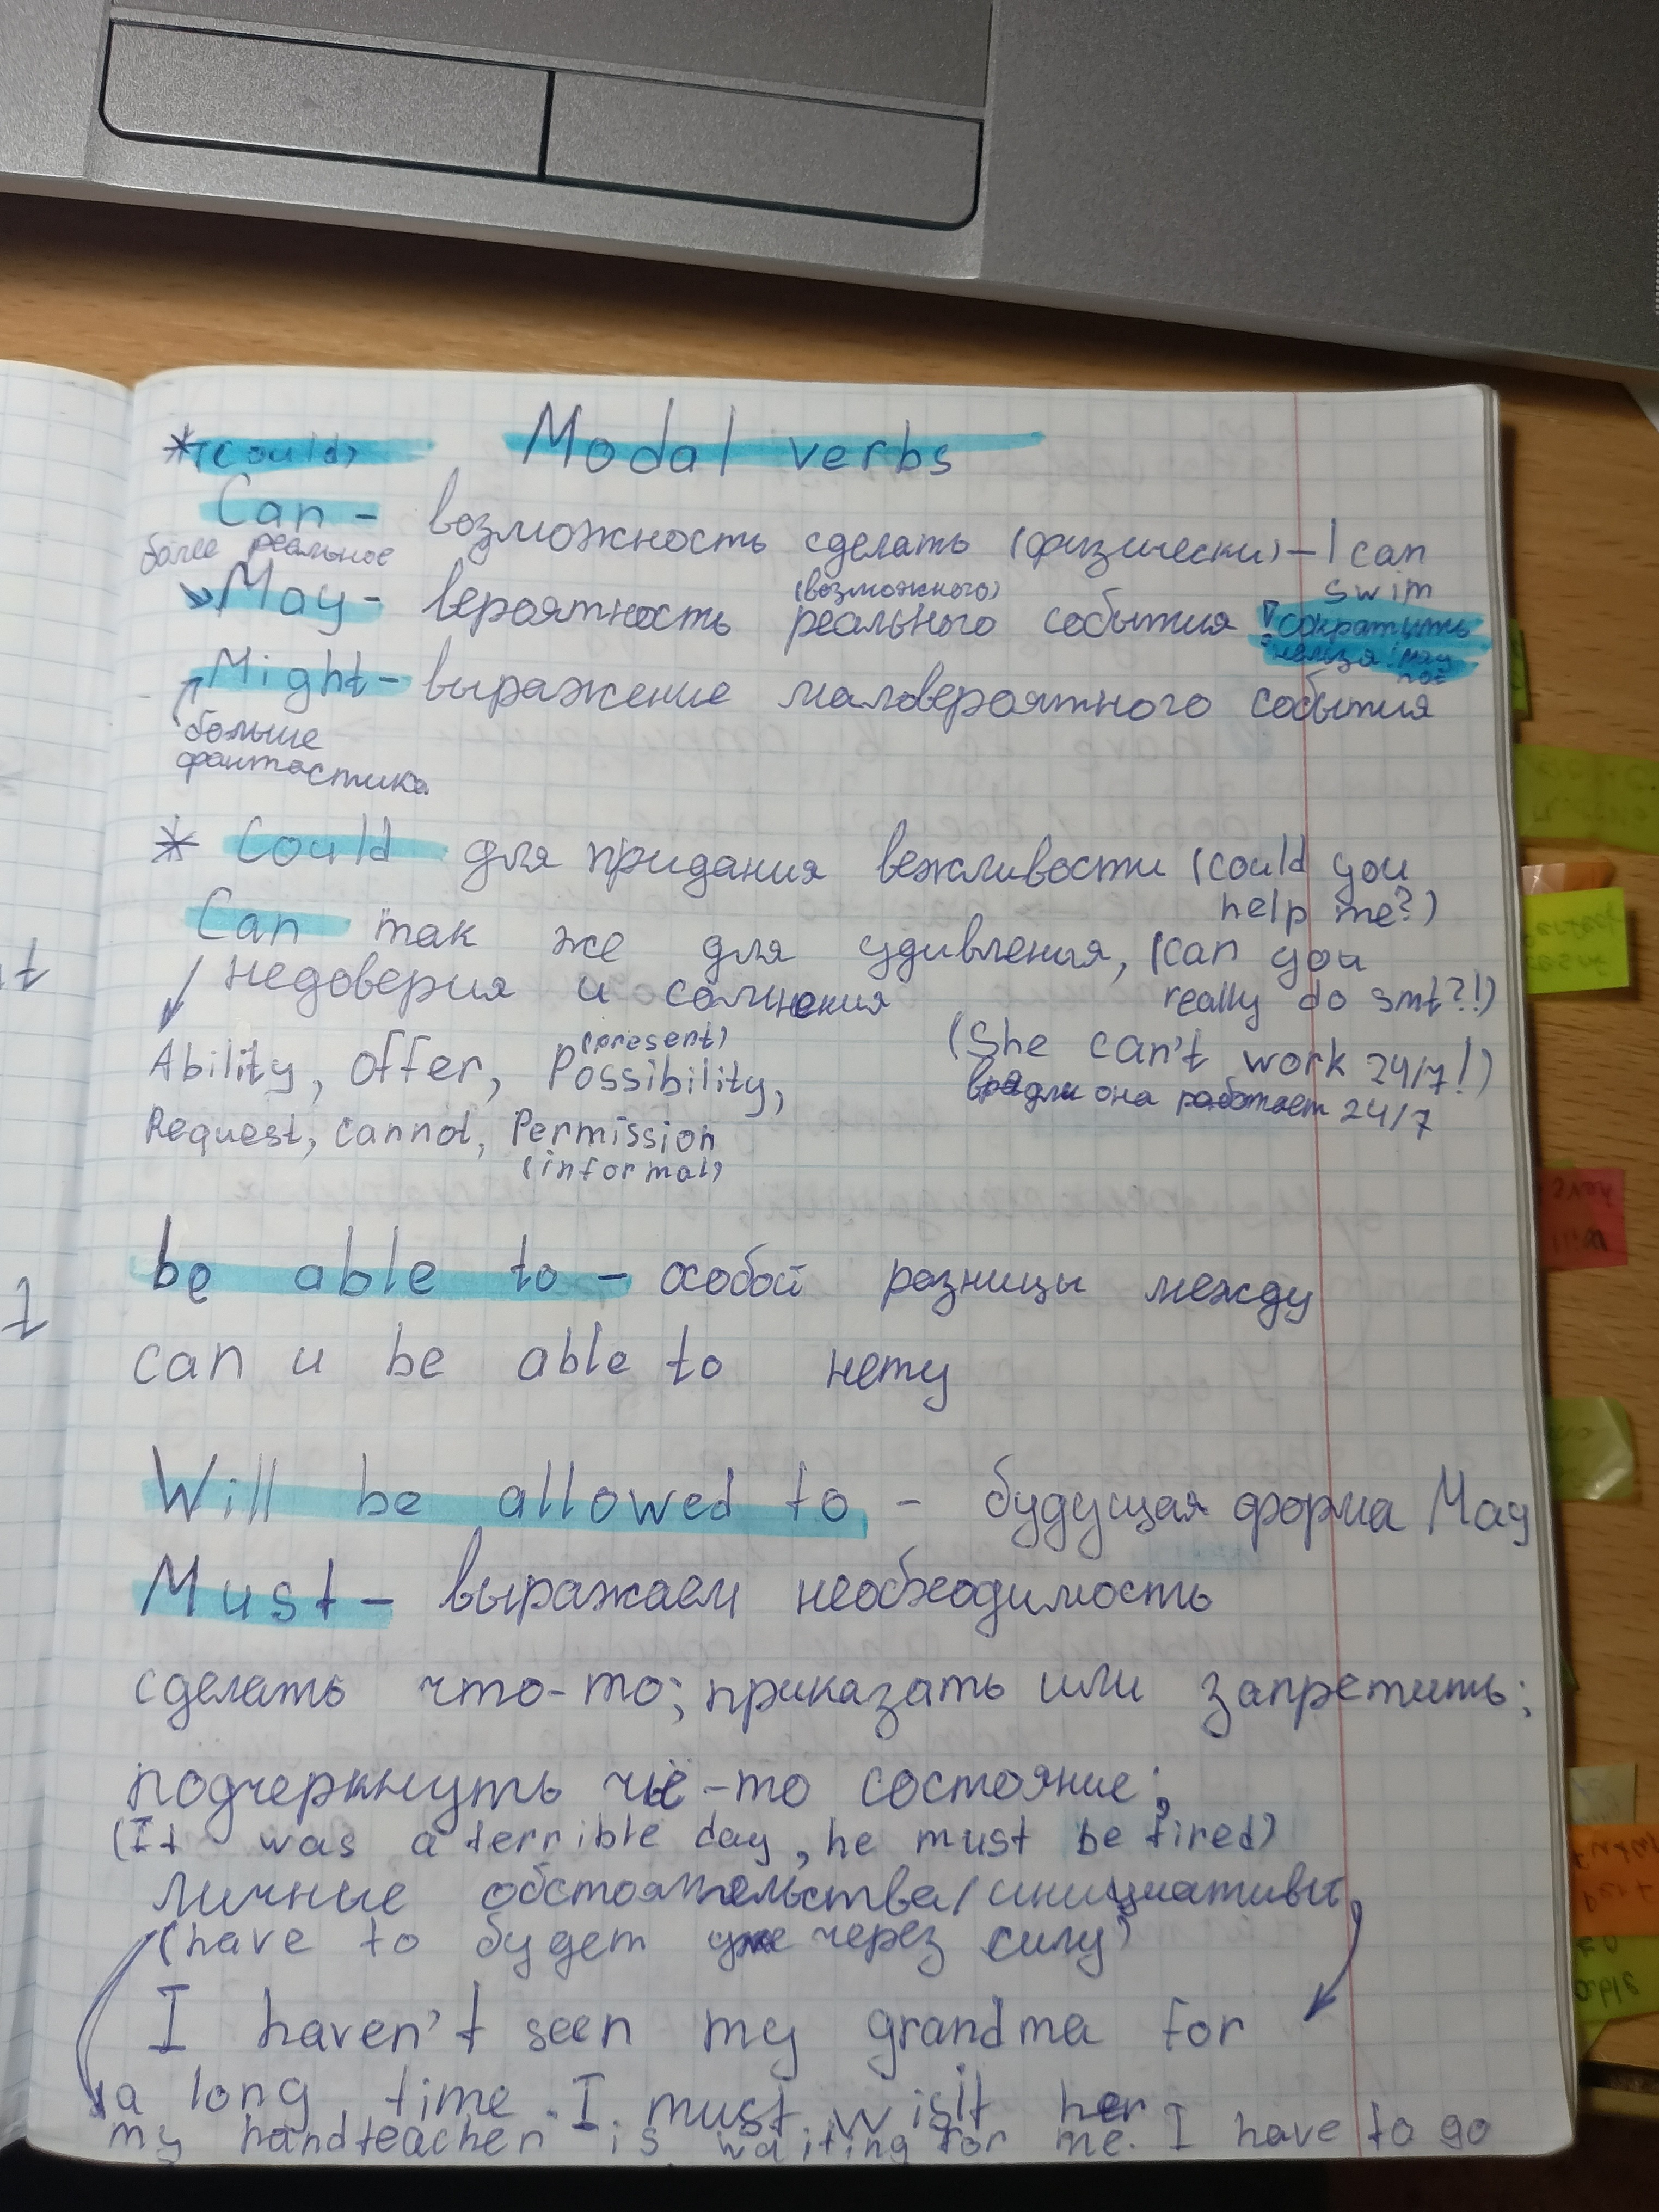 *(could) Modal verbs
Can - возможность сделать (физически) - I can
swim
более реальное
(возможного)
May - вероятность реального события ! сократить
нельзя! may
not
Might - выражение маловероятного события
больше
фантастика
* Could для придания вежливости (could you
help me?)
Can так же для удивления, (can you
недоверия и сомнения really do smt?!)
(She can't work 24/7!)
врядли она работает 24/7
(present)
Ability, offer, Possibility,
Request, cannot, Permission
(informal)
be able to - особой разницы между
can и be able to нету
Will be allowed to - будущая форма May
Must - выражаем необходимость
сделать что-то; приказать или запретить;
подчеркнуть чьё-то состояние;
(It was a terrible day, he must be tired)
личные обстоятельства/инициативы,
(have to будет уже через силу)
I haven't seen my grandma for
a long time. I must wisit her
my handteacher is waiting for me. I have to go